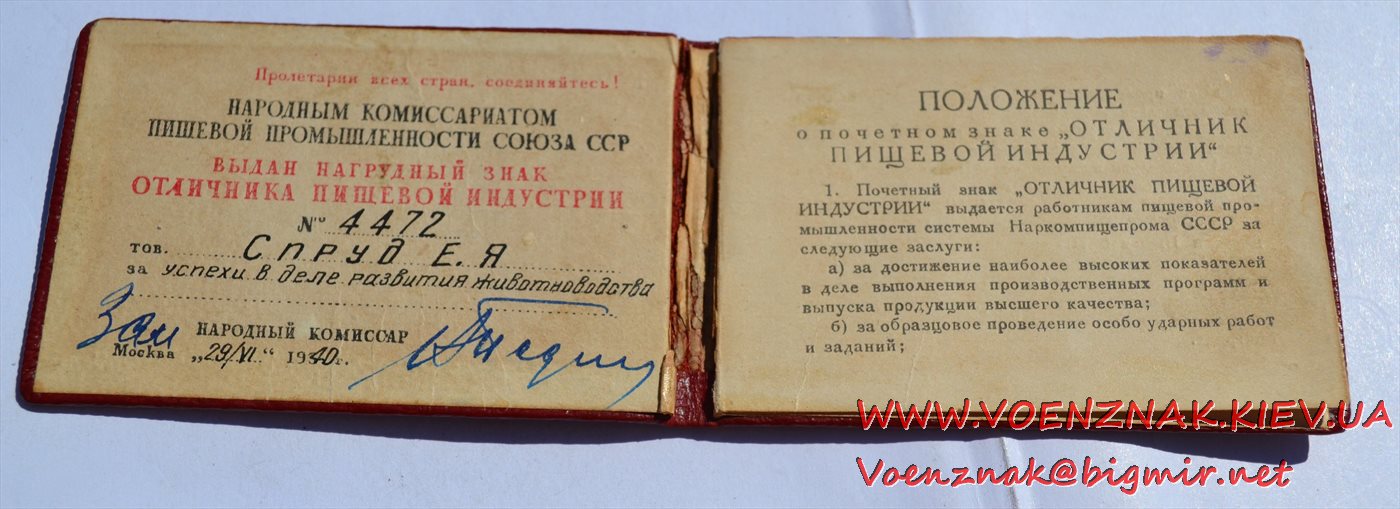 Пролетарии всех стран, соединяйтесь!
НАРОДНЫМ КОМИССАРИАТОМ
ПИЩЕВОЙ ПРОМЫШЛЕННОСТИ СОЮЗА ССР
ВЫДАН НАГРУДНЫЙ ЗНАК
ОТЛИЧНИКА ПИЩЕВОЙ ИНДУСТРИИ
№ 4472
тов. СПРУД Е. Я
за успехи в деле развития животноводства
Зам НАРОДНЫЙ КОМИССАР
Москва „29/VI“ 1940г.
ПОЛОЖЕНИЕ
о почетном знаке „ОТЛИЧНИК
ПИЩЕВОЙ ИНДУСТРИИ“
1. Почетный знак „ОТЛИЧНИК ПИЩЕВОЙ
ИНДУСТРИИ“ выдается работникам пищевой про-
мышленности системы Наркомпищепрома СССР за
следующие заслуги:
а) за достижение наиболее высоких показателей
в деле выполнения производственных программ и
выпуска продукции высшего качества;
б) за образцовое проведение особо ударных работ
и заданий;
WWW.VOENZNAK.KIEV.UA
Voenznak@bigmir.net